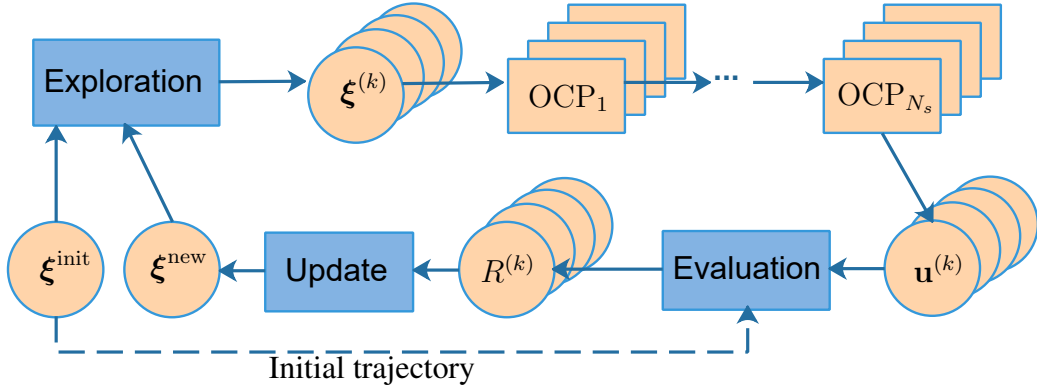 Exploration
𝝃^{(k)}
OCP_1
...
OCP_{N_s}
𝝃^{init}
𝝃^{new}
Update
R^{(k)}
Evaluation
𝐮^{(k)}
Initial trajectory